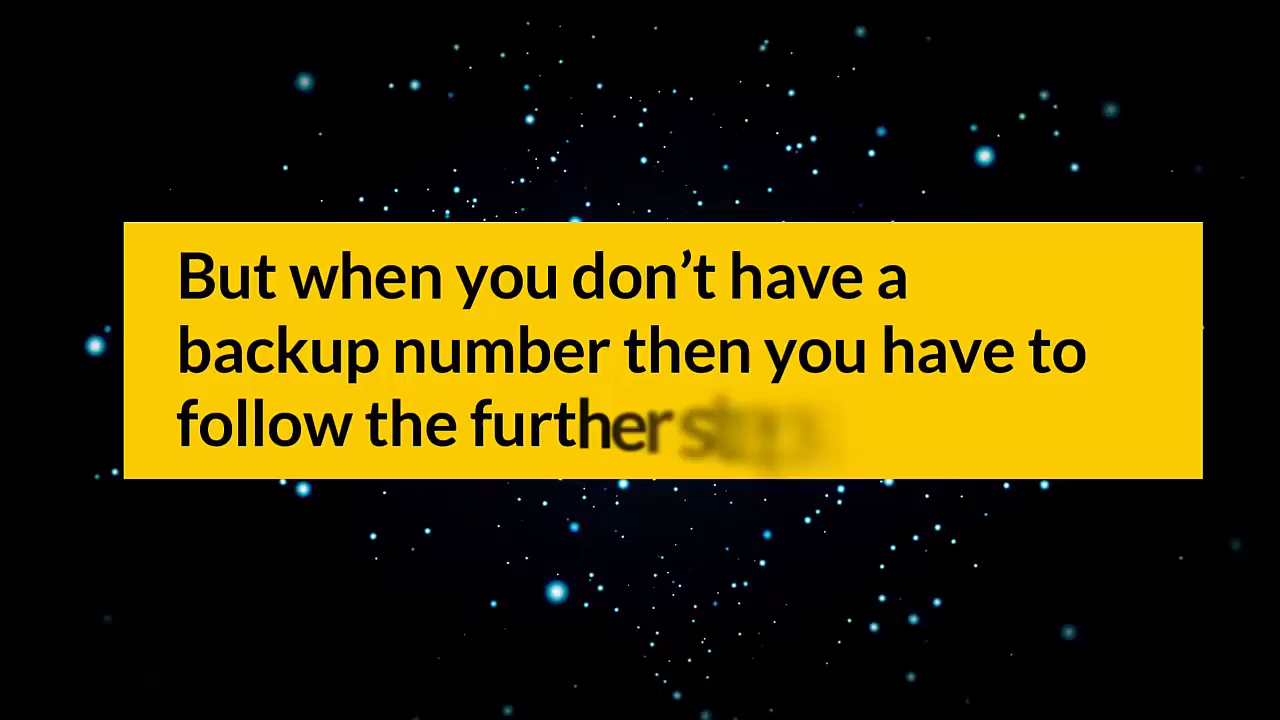 But when you don’t have a
backup number then you have to
follow the further